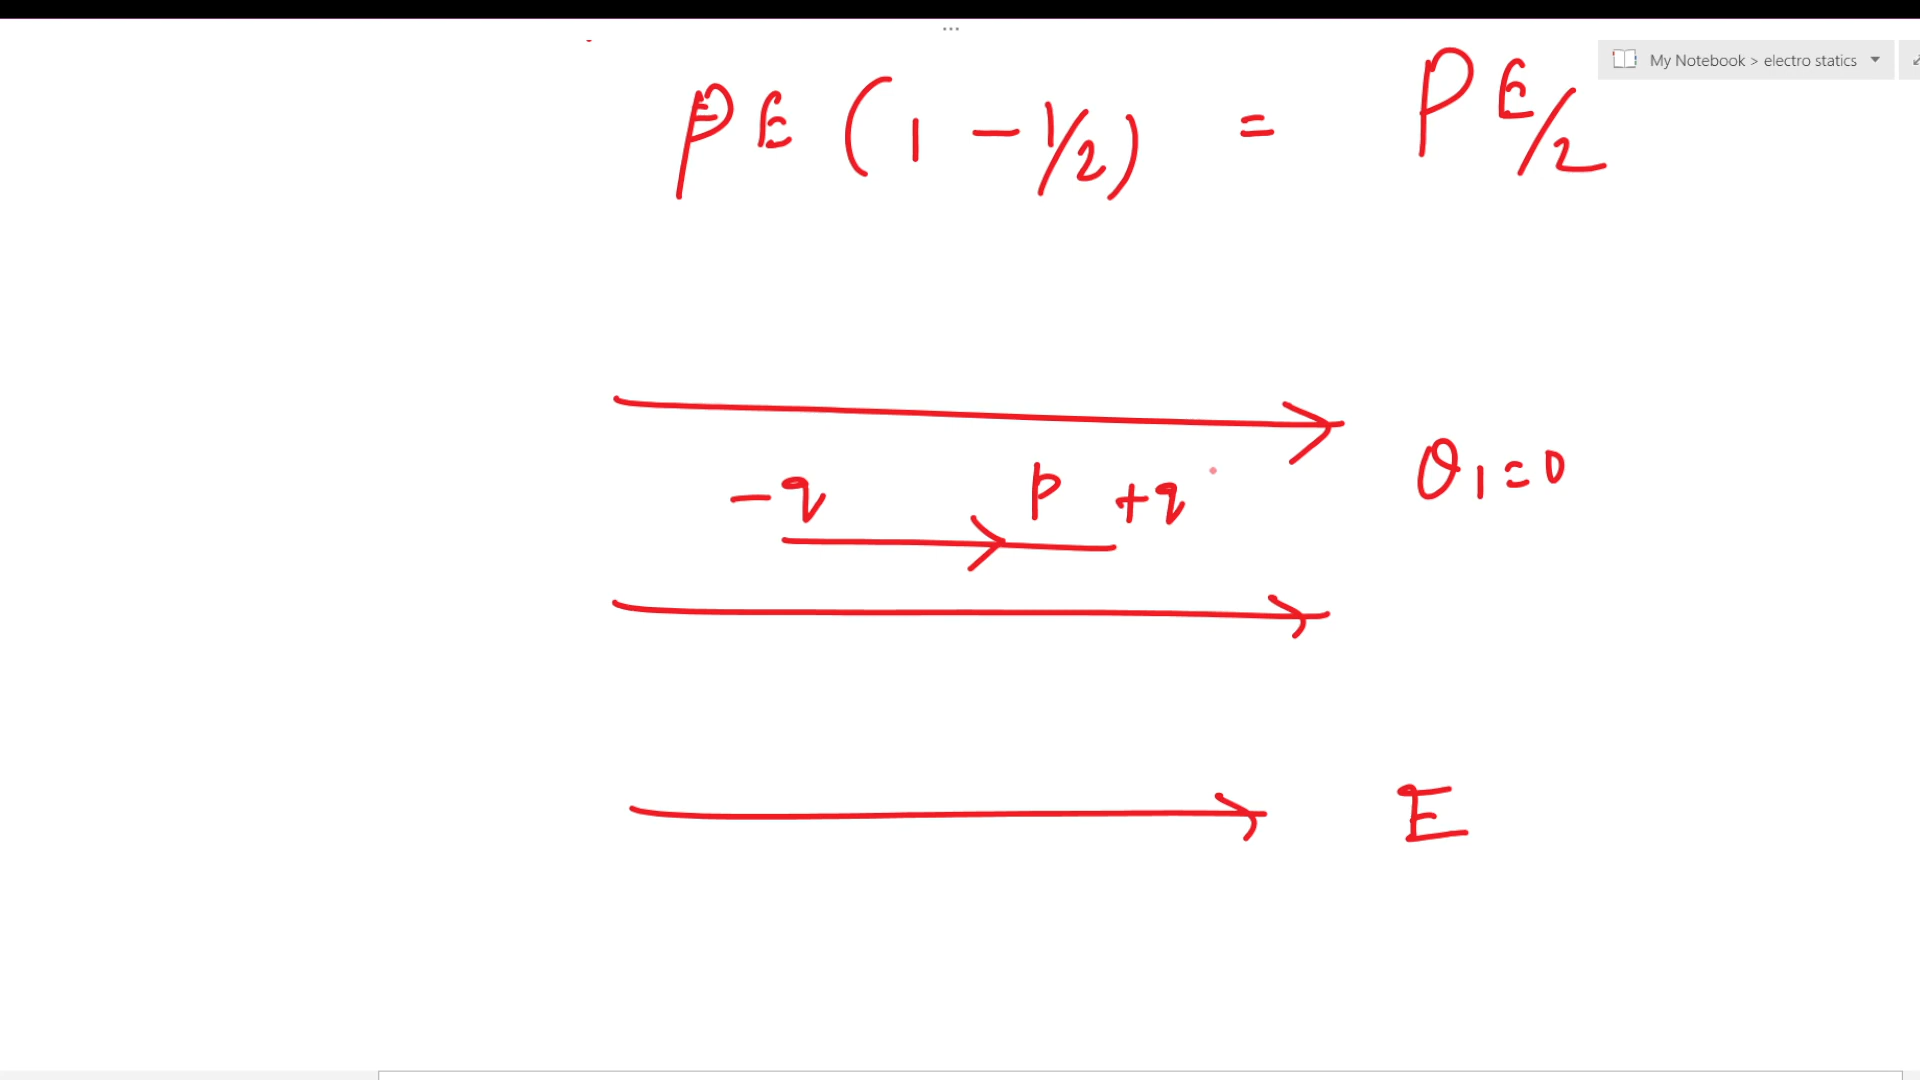 My Notebook > electro statics
PE (1 - 1/2) = PE/2
θ1 = 0
-q p +q
E